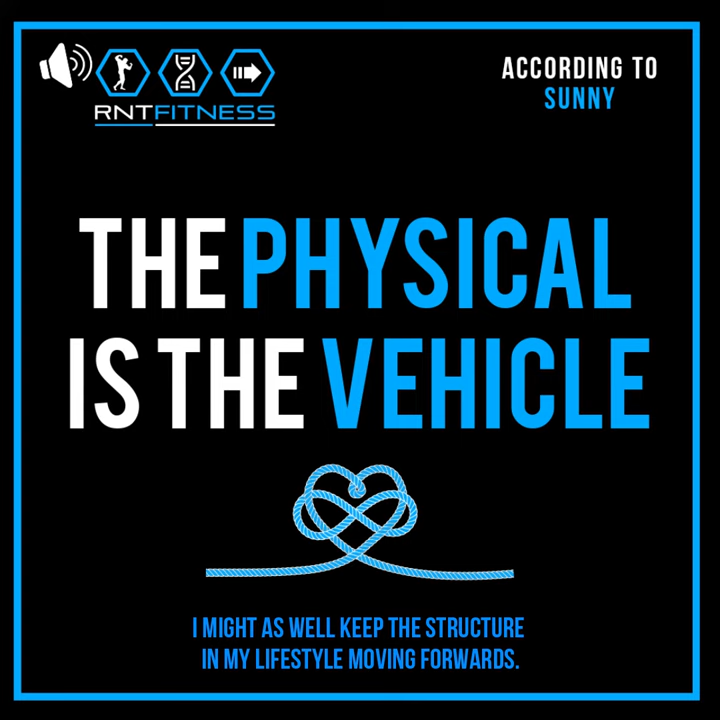 RNTFITNESS
ACCORDING TO
SUNNY
THE PHYSICAL
IS THE VEHICLE
I MIGHT AS WELL KEEP THE STRUCTURE
IN MY LIFESTYLE MOVING FORWARDS.